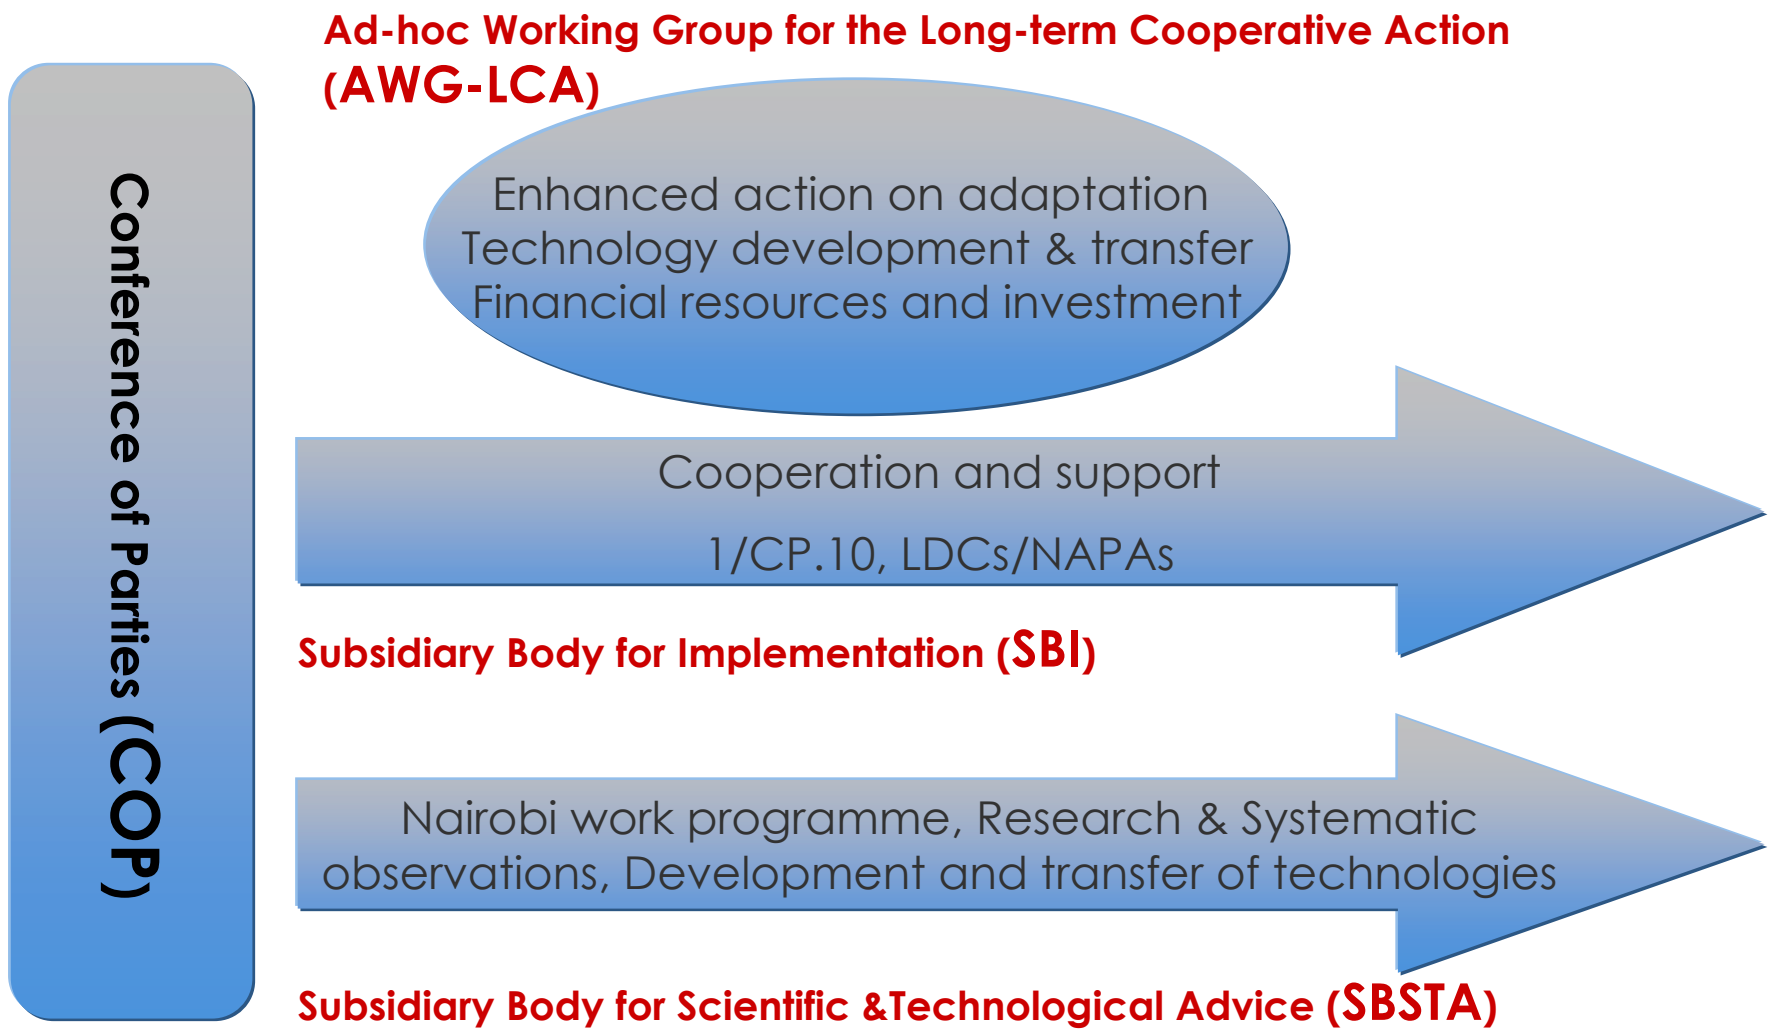 Ad-hoc Working Group for the Long-term Cooperative Action
(AWG-LCA)
Conference of Parties (COP)
Enhanced action on adaptation
Technology development & transfer
Financial resources and investment
Cooperation and support
1/CP.10, LDCs/NAPAs
Subsidiary Body for Implementation (SBI)
Nairobi work programme, Research & Systematic
observations, Development and transfer of technologies
Subsidiary Body for Scientific &Technological Advice (SBSTA)